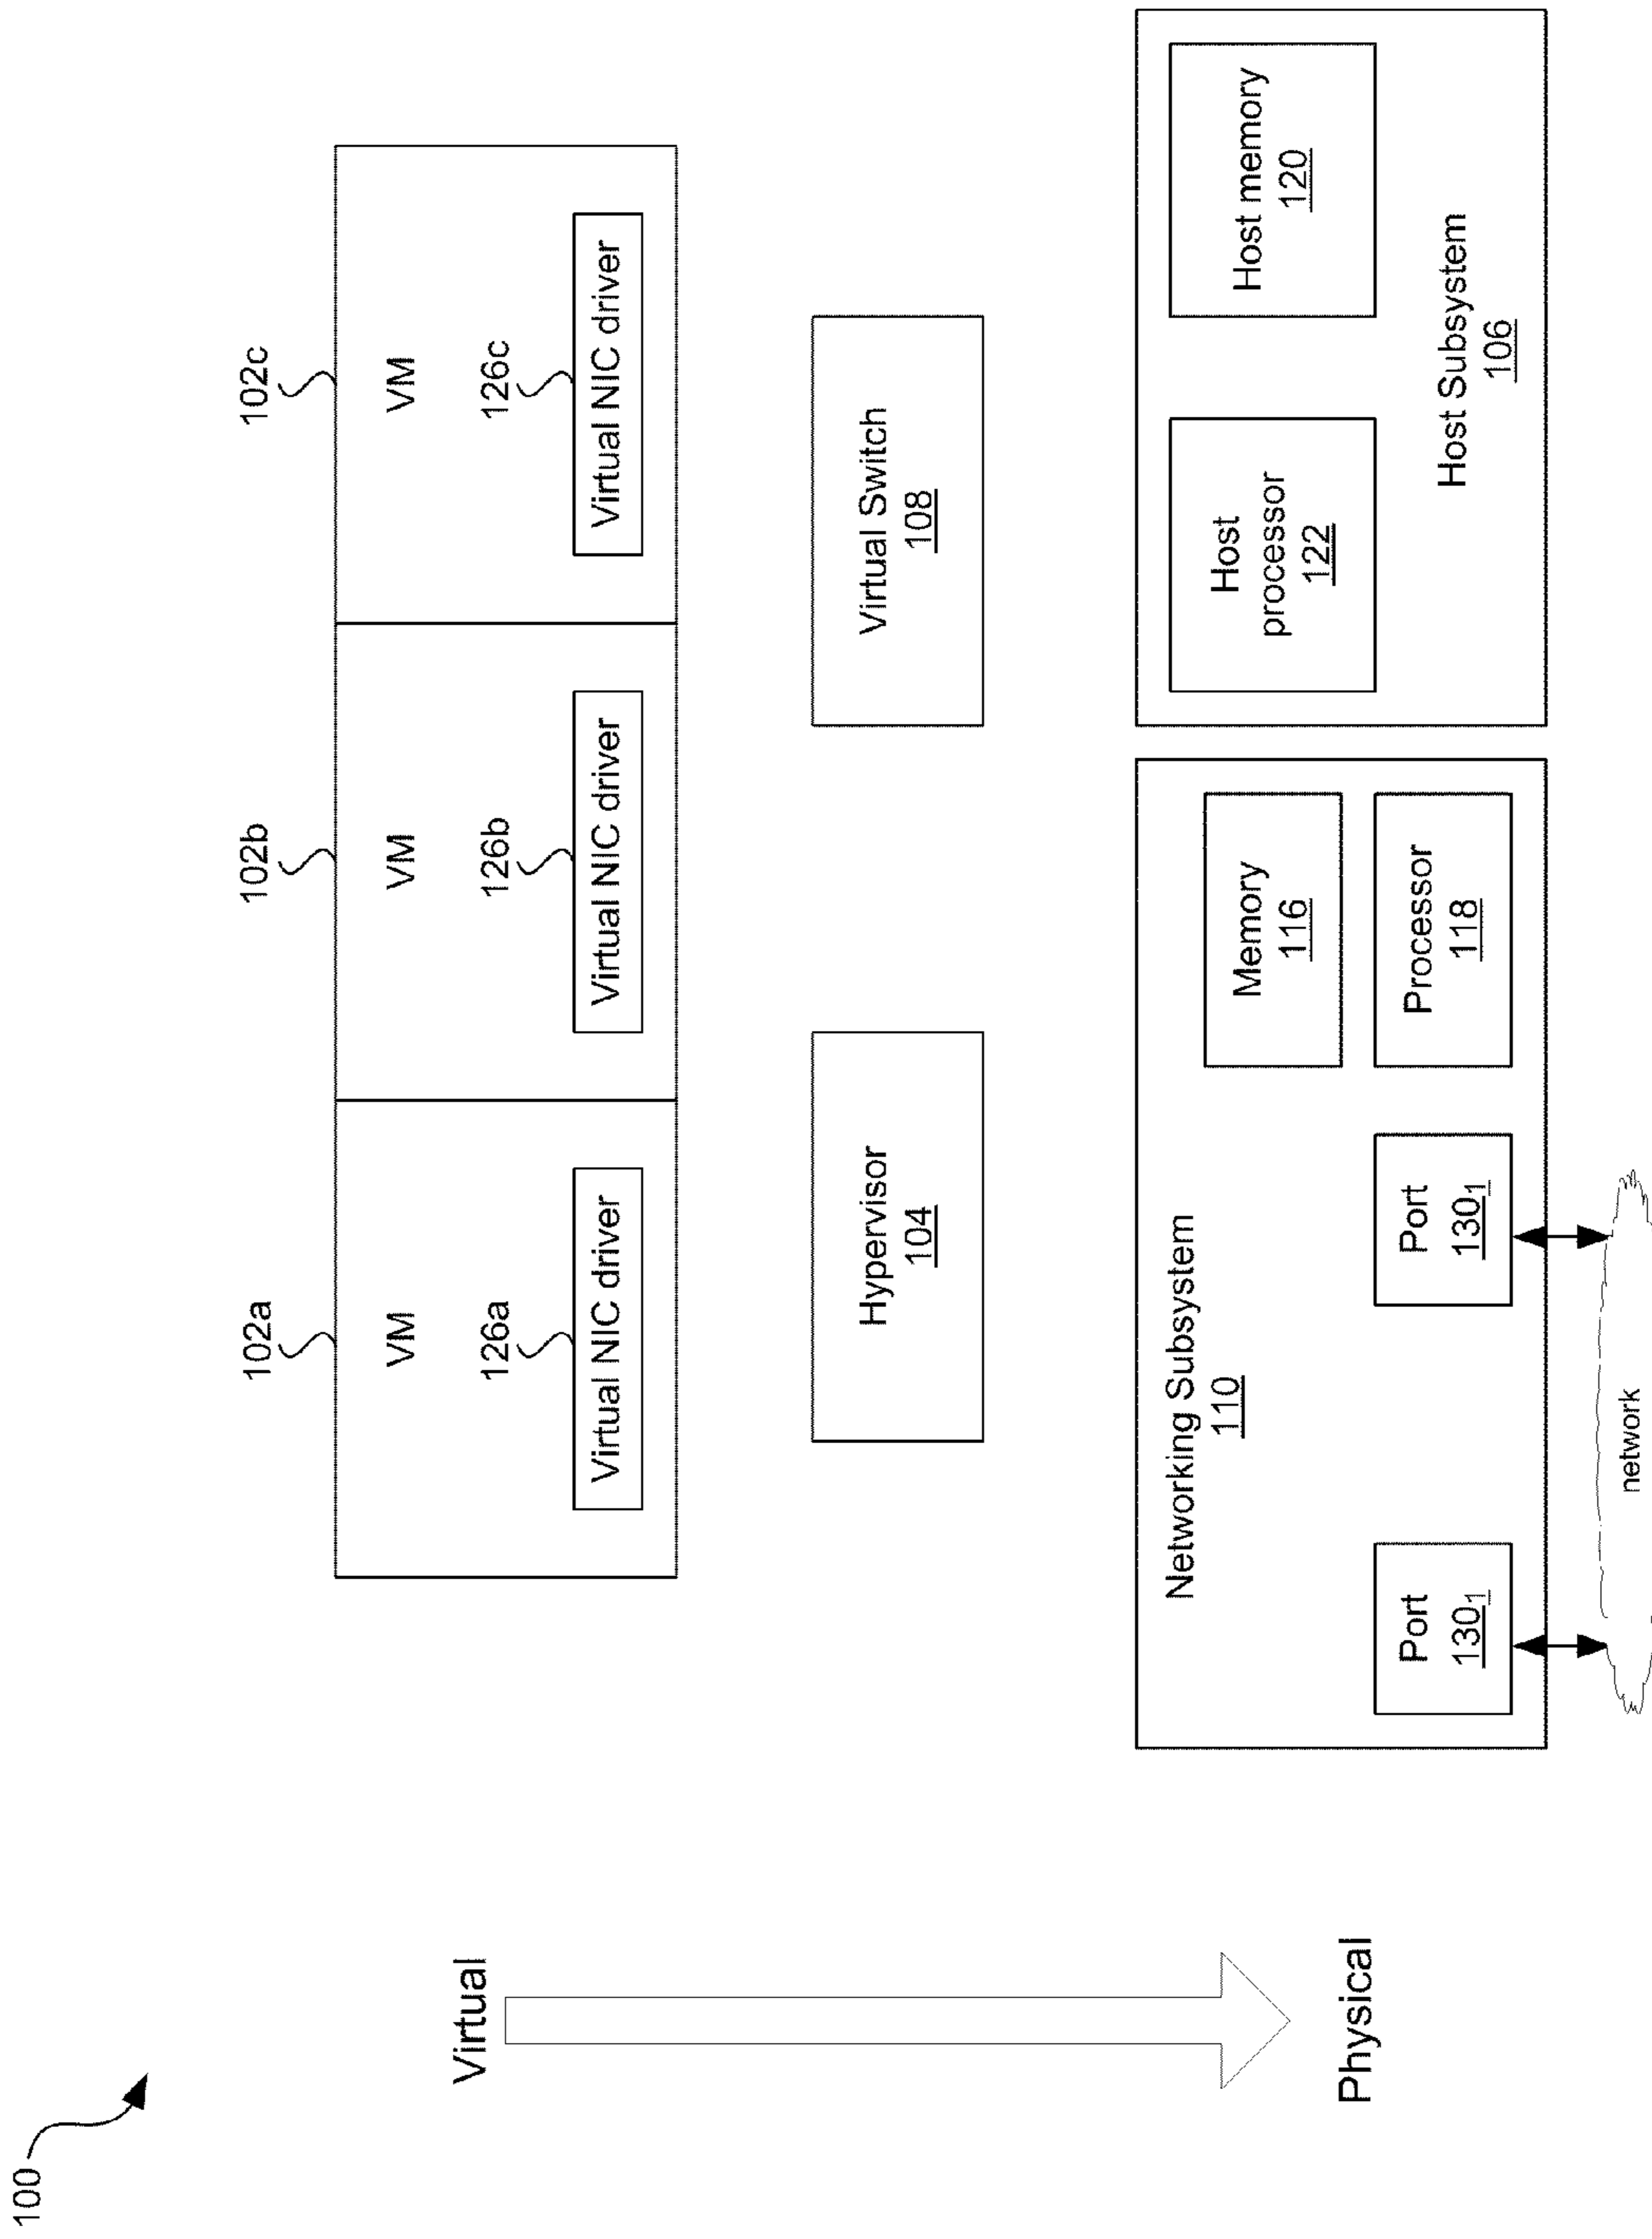 100
Virtual
Physical
102a
102b
102c
VM
VM
VM
126a
126b
126c
Virtual NIC driver
Virtual NIC driver
Virtual NIC driver
Hypervisor
104
Virtual Switch
108
Networking Subsystem
110
Memory
116
Port
130₁
Port
130₁
Processor
118
Host
processor
122
Host memory
120
Host Subsystem
106
network